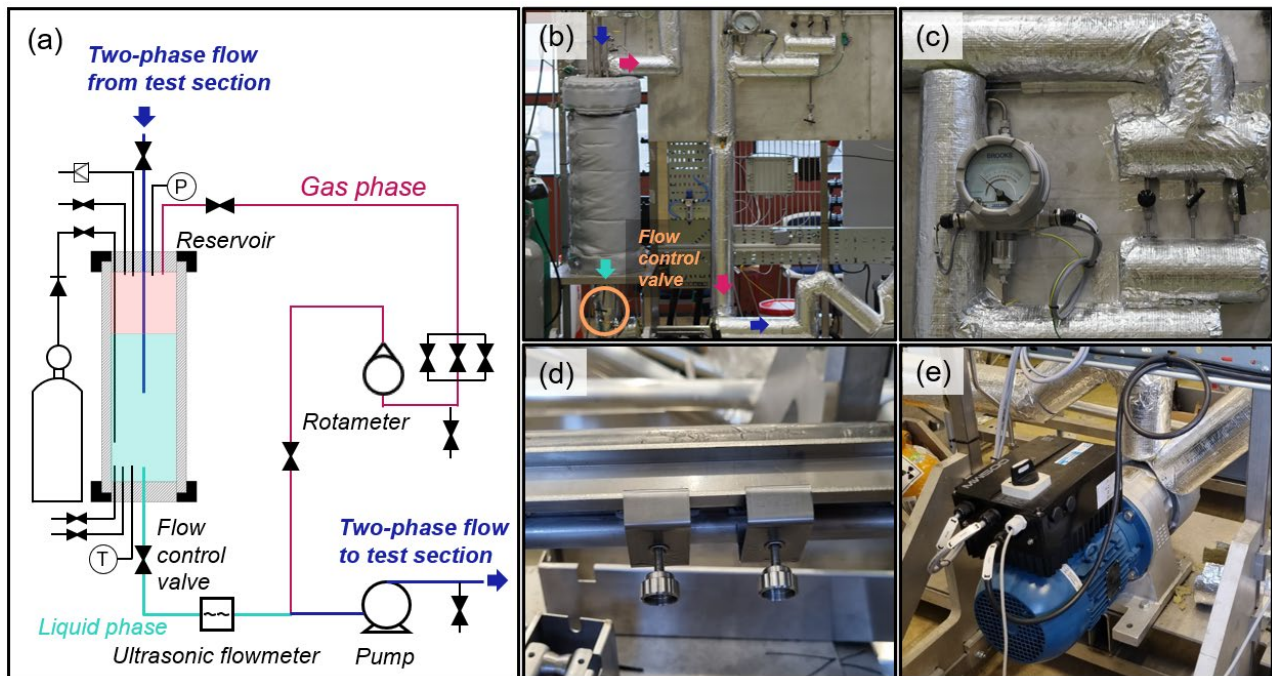 (a)
Two-phase flow
from test section
P
Gas phase
Reservoir
Rotameter
Flow
control
valve
T
Two-phase flow
to test section
Liquid phase
Ultrasonic flowmeter
Pump
(b)
Flow
control
valve
(c)
BROOKS
(d)
(e)